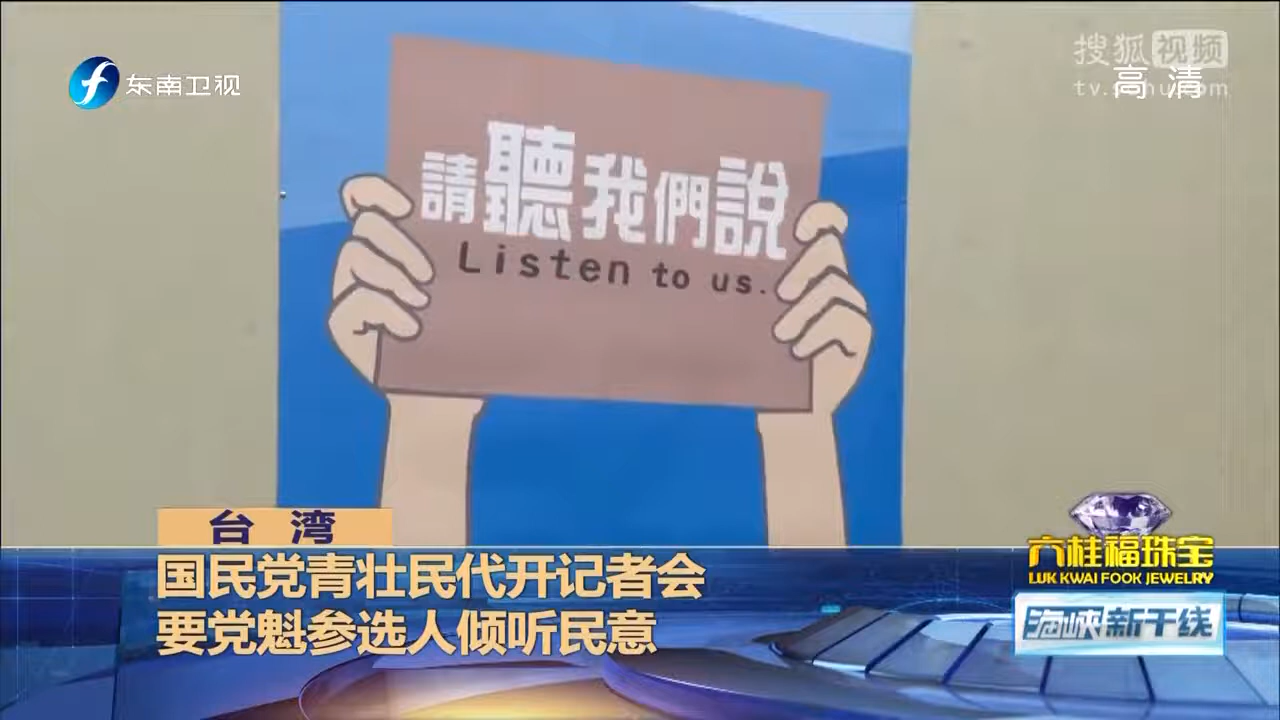 东南卫视
搜狐视频
高清
請聽我們說
Listen to us.
台湾
国民党青壮民代开记者会
要党魁参选人倾听民意
六桂福珠宝
LUK KWAI FOOK JEWELRY
海峡新干线